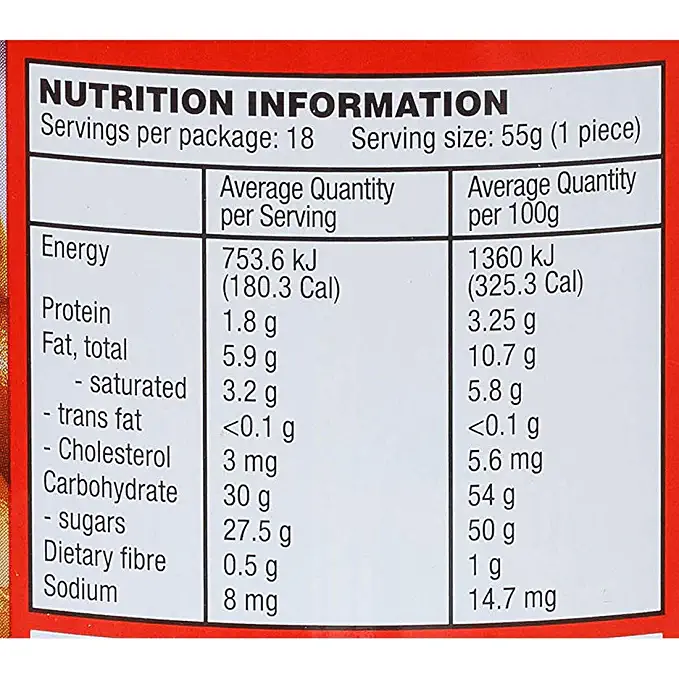 NUTRITION INFORMATION
Servings per package: 18 Serving size: 55g (1 piece)
Average Quantity per Serving Average Quantity per 100g
Energy 753.6 kJ (180.3 Cal) 1360 kJ (325.3 Cal)
Protein 1.8 g 3.25 g
Fat, total 5.9 g 10.7 g
- saturated 3.2 g 5.8 g
- trans fat <0.1 g <0.1 g
- Cholesterol 3 mg 5.6 mg
Carbohydrate 30 g 54 g
- sugars 27.5 g 50 g
Dietary fibre 0.5 g 1 g
Sodium 8 mg 14.7 mg